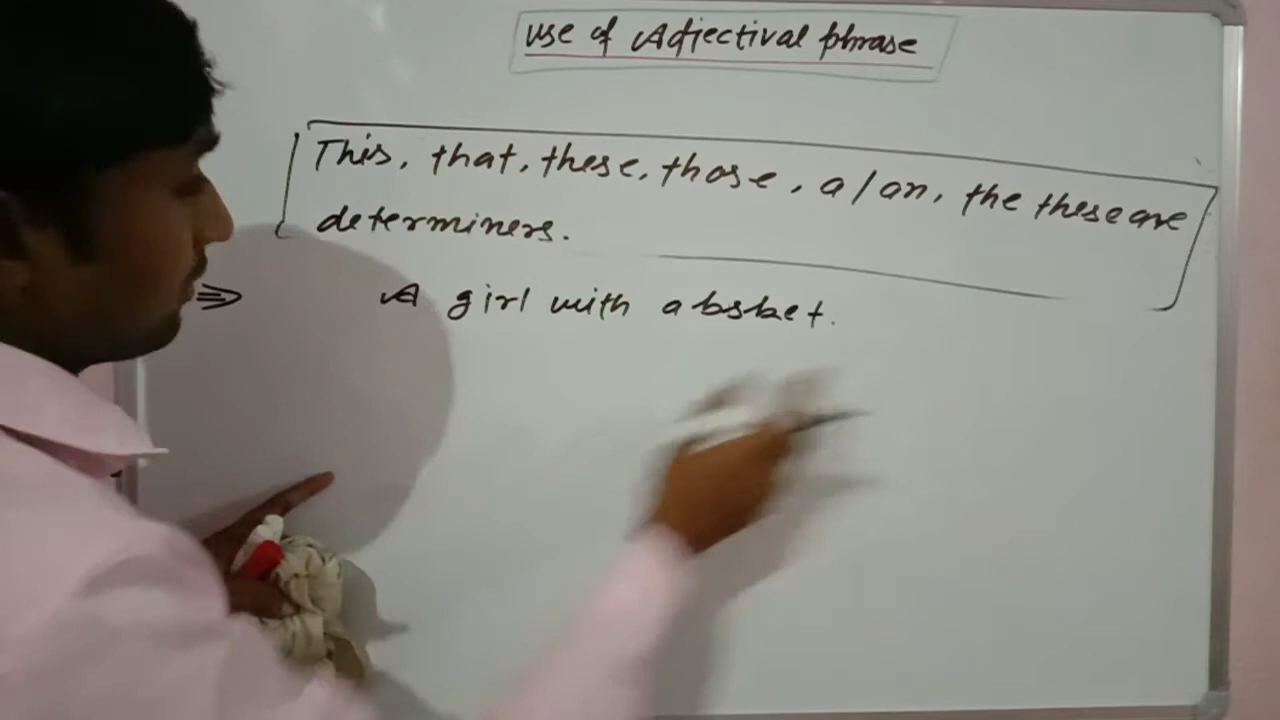 use of Adjectival phrase
This, that, these, those, a/an, the these are
determiners.
⇒ A girl with a bsket.